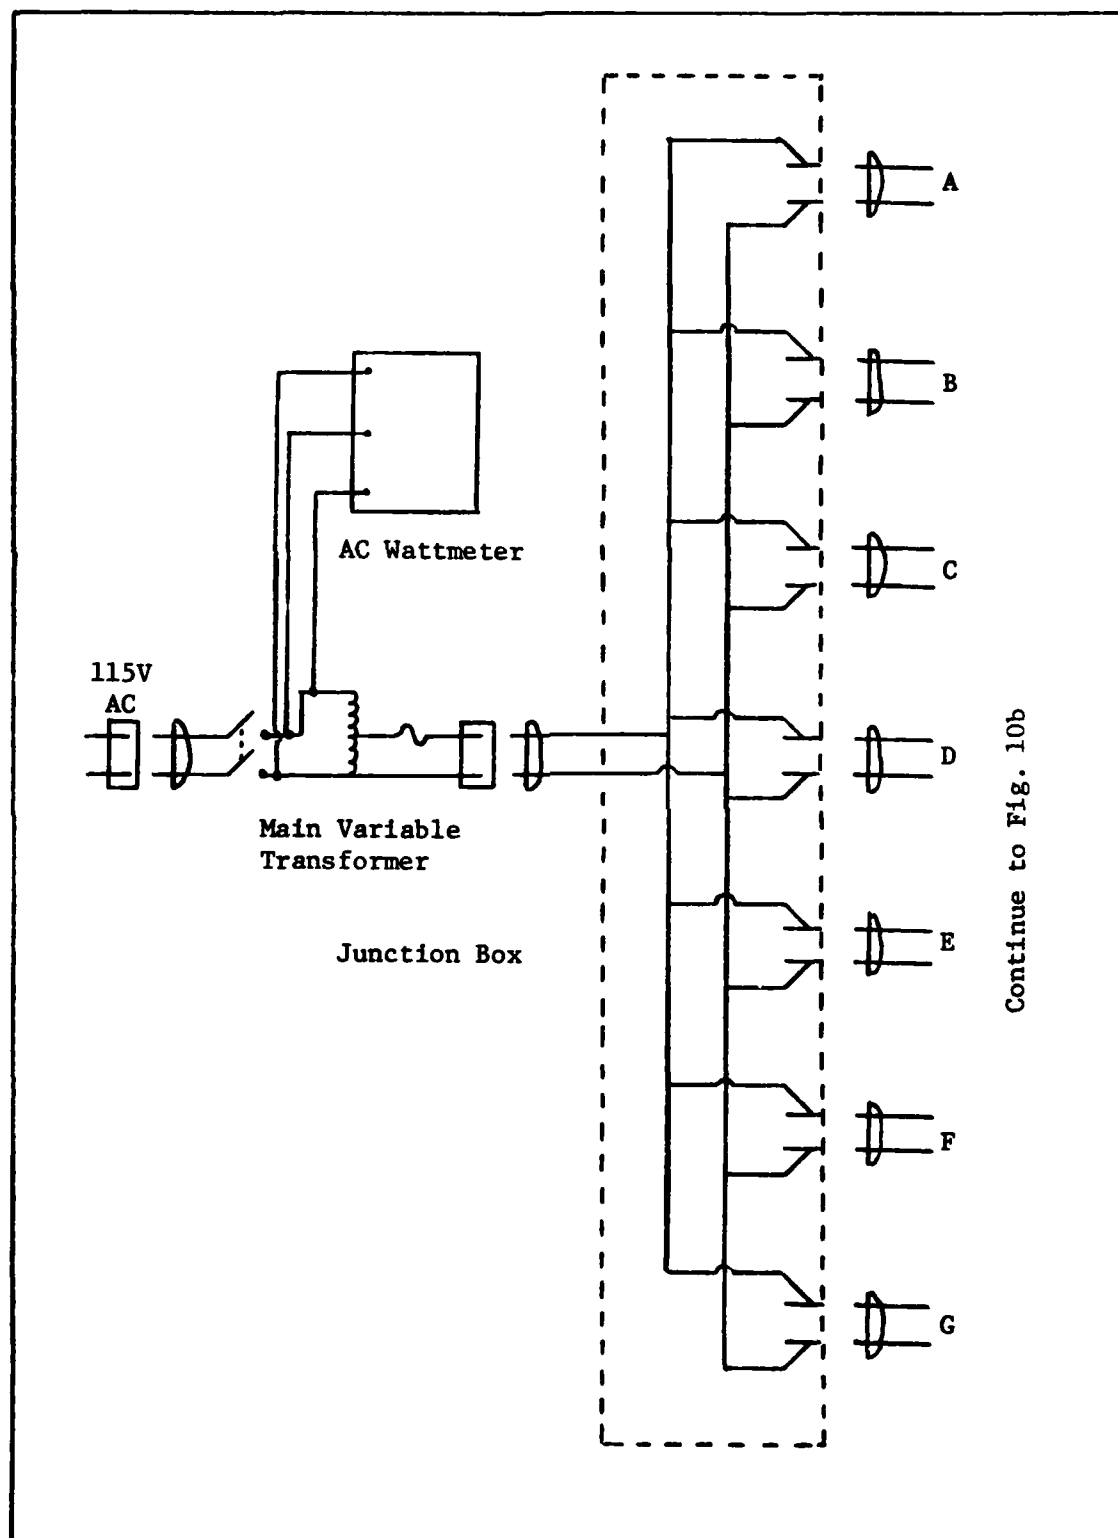 A
B
AC Wattmeter
C
115V
AC
D
Main Variable
Transformer
Junction Box
E
F
G
Continue to Fig. 10b